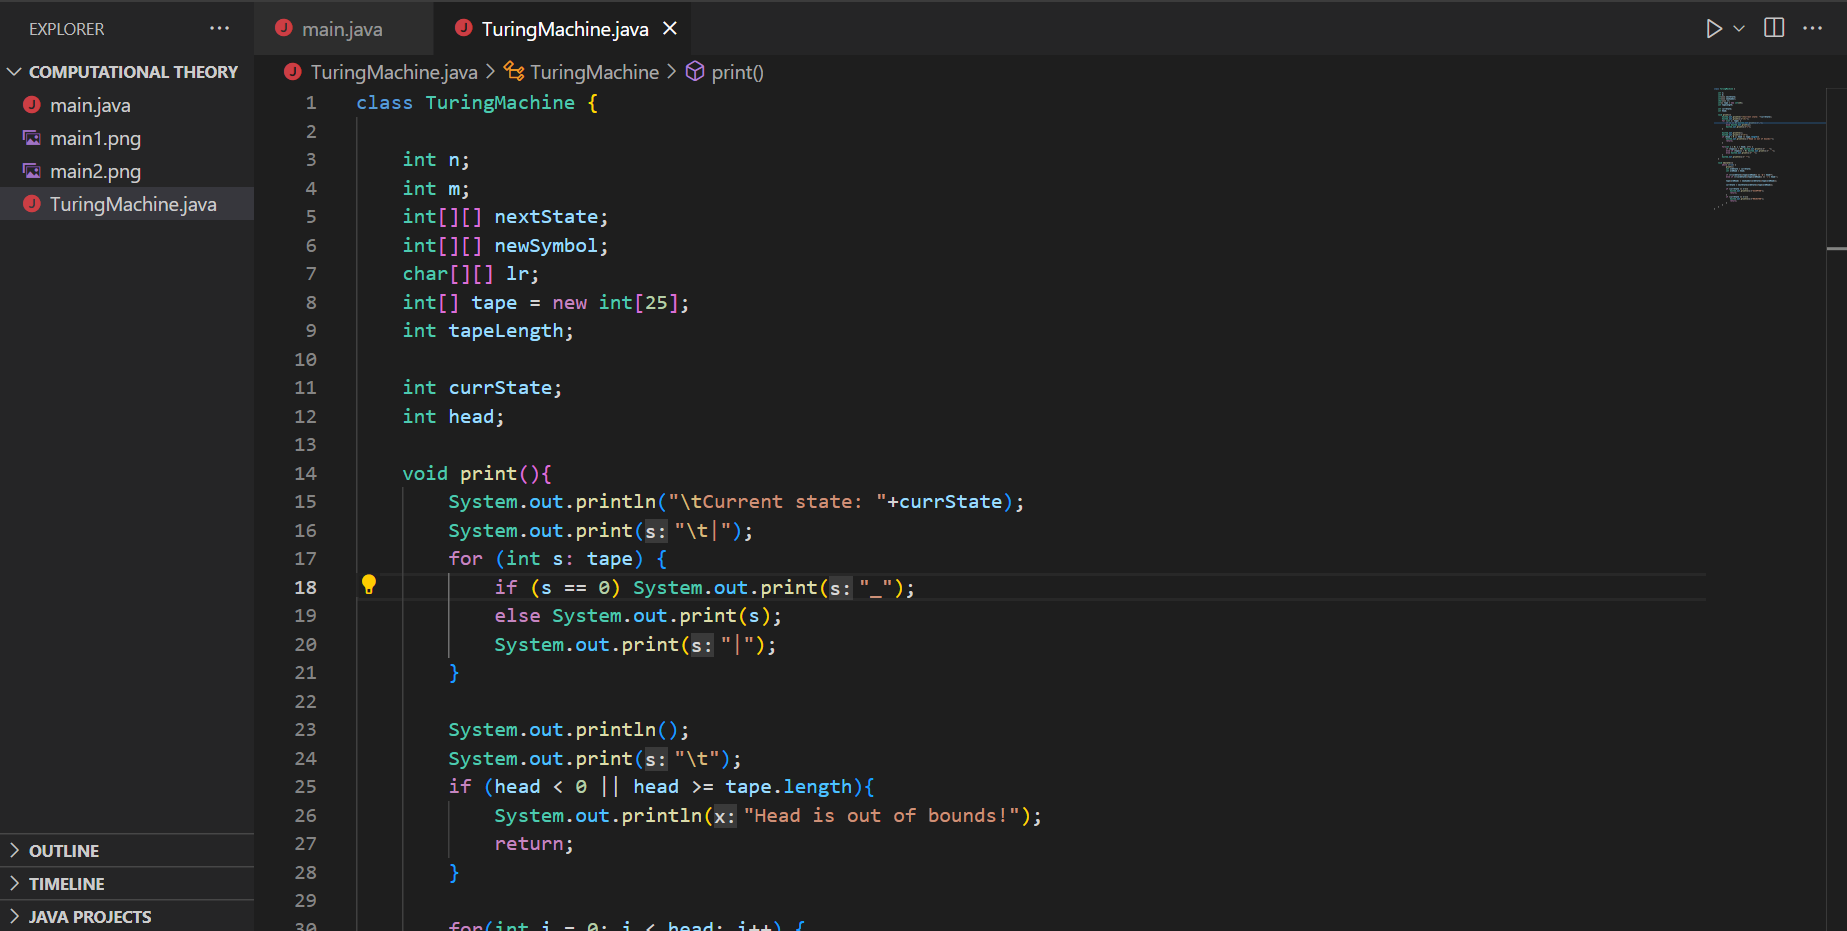 EXPLORER
main.java
TuringMachine.java
COMPUTATIONAL THEORY
main.java
main1.png
main2.png
TuringMachine.java
OUTLINE
TIMELINE
JAVA PROJECTS
TuringMachine.java > TuringMachine > print()
1 class TuringMachine {
2
3 int n;
4 int m;
5 int[][] nextState;
6 int[][] newSymbol;
7 char[][] lr;
8 int[] tape = new int[25];
9 int tapeLength;
10
11 int currState;
12 int head;
13
14 void print(){
15 System.out.println("\tCurrent state: "+currState);
16 System.out.print(s: "\t|");
17 for (int s: tape) {
18 if (s == 0) System.out.print(s: "_");
19 else System.out.print(s);
20 System.out.print(s: "|");
21 }
22
23 System.out.println();
24 System.out.print(s: "\t");
25 if (head < 0 || head >= tape.length){
26 System.out.println(x: "Head is out of bounds!");
27 return;
28 }
29
30 for(int i = 0; i < head; i++) {